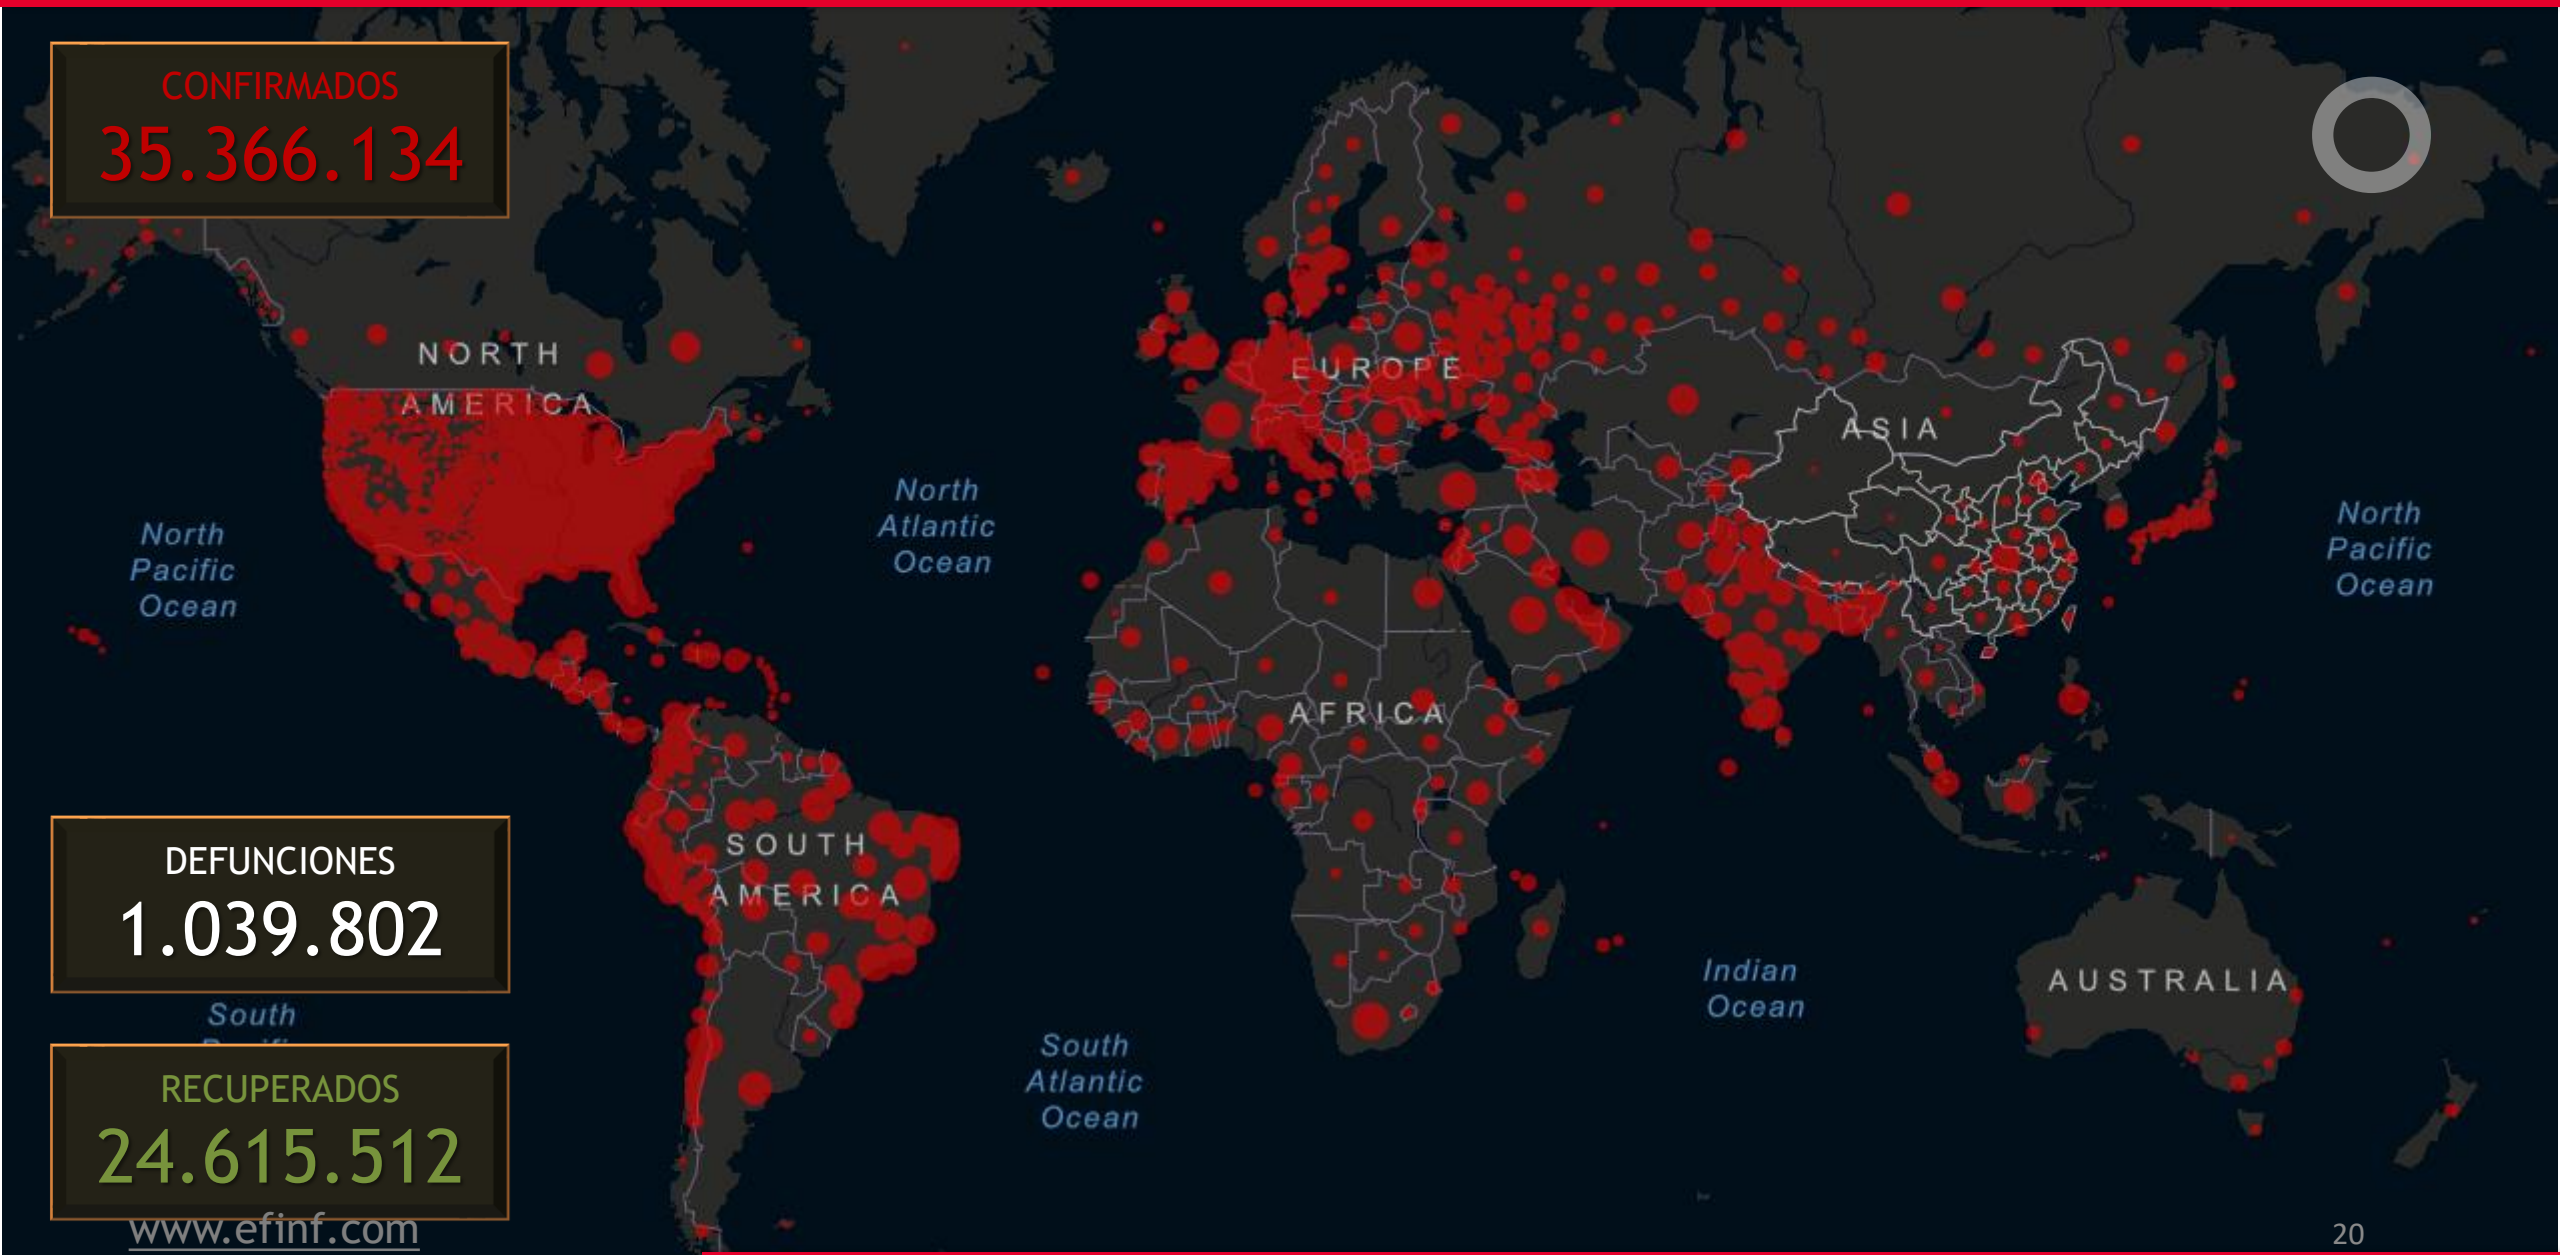 CONFIRMADOS
35.366.134
NORTH
AMERICA
EUROPE
ASIA
North
Pacific
Ocean
North
Atlantic
Ocean
North
Pacific
Ocean
AFRICA
SOUTH
AMERICA
DEFUNCIONES
1.039.802
Indian
Ocean
AUSTRALIA
South
South
Atlantic
Ocean
RECUPERADOS
24.615.512
www.efinf.com
20